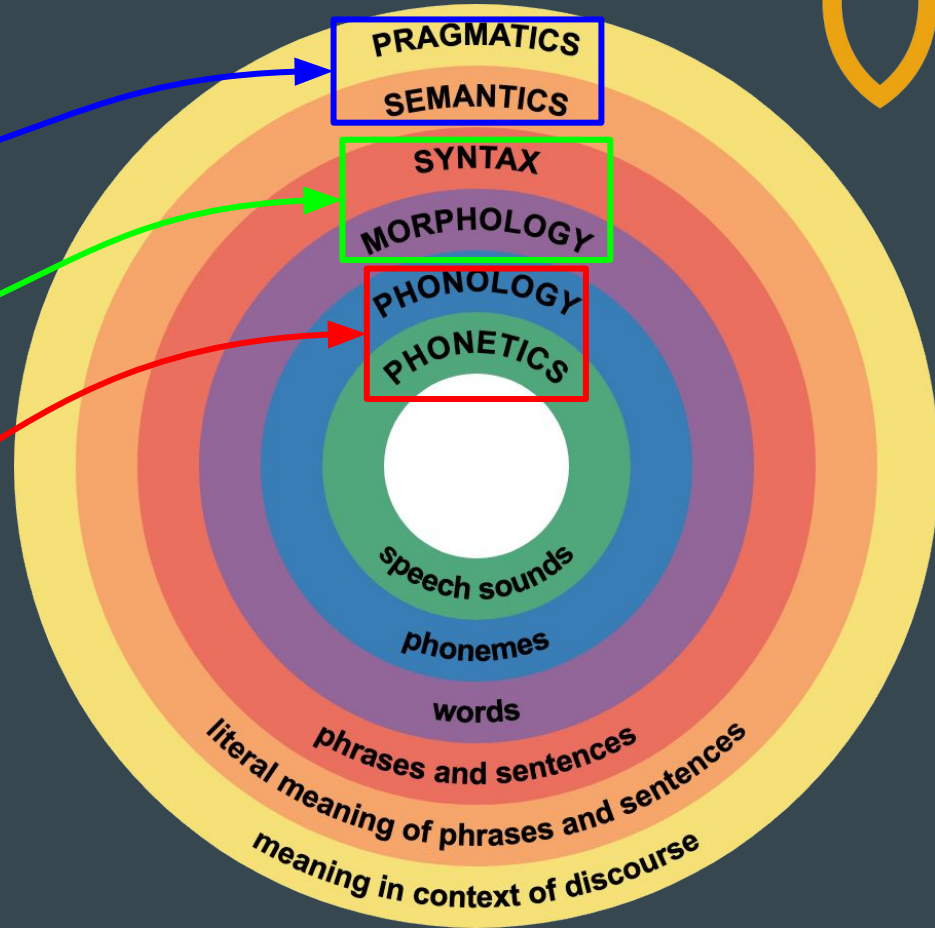 PRAGMATICS
SEMANTICS
SYNTAX
MORPHOLOGY
PHONOLOGY
PHONETICS
speech sounds
phonemes
words
phrases and sentences
literal meaning of phrases and sentences
meaning in context of discourse